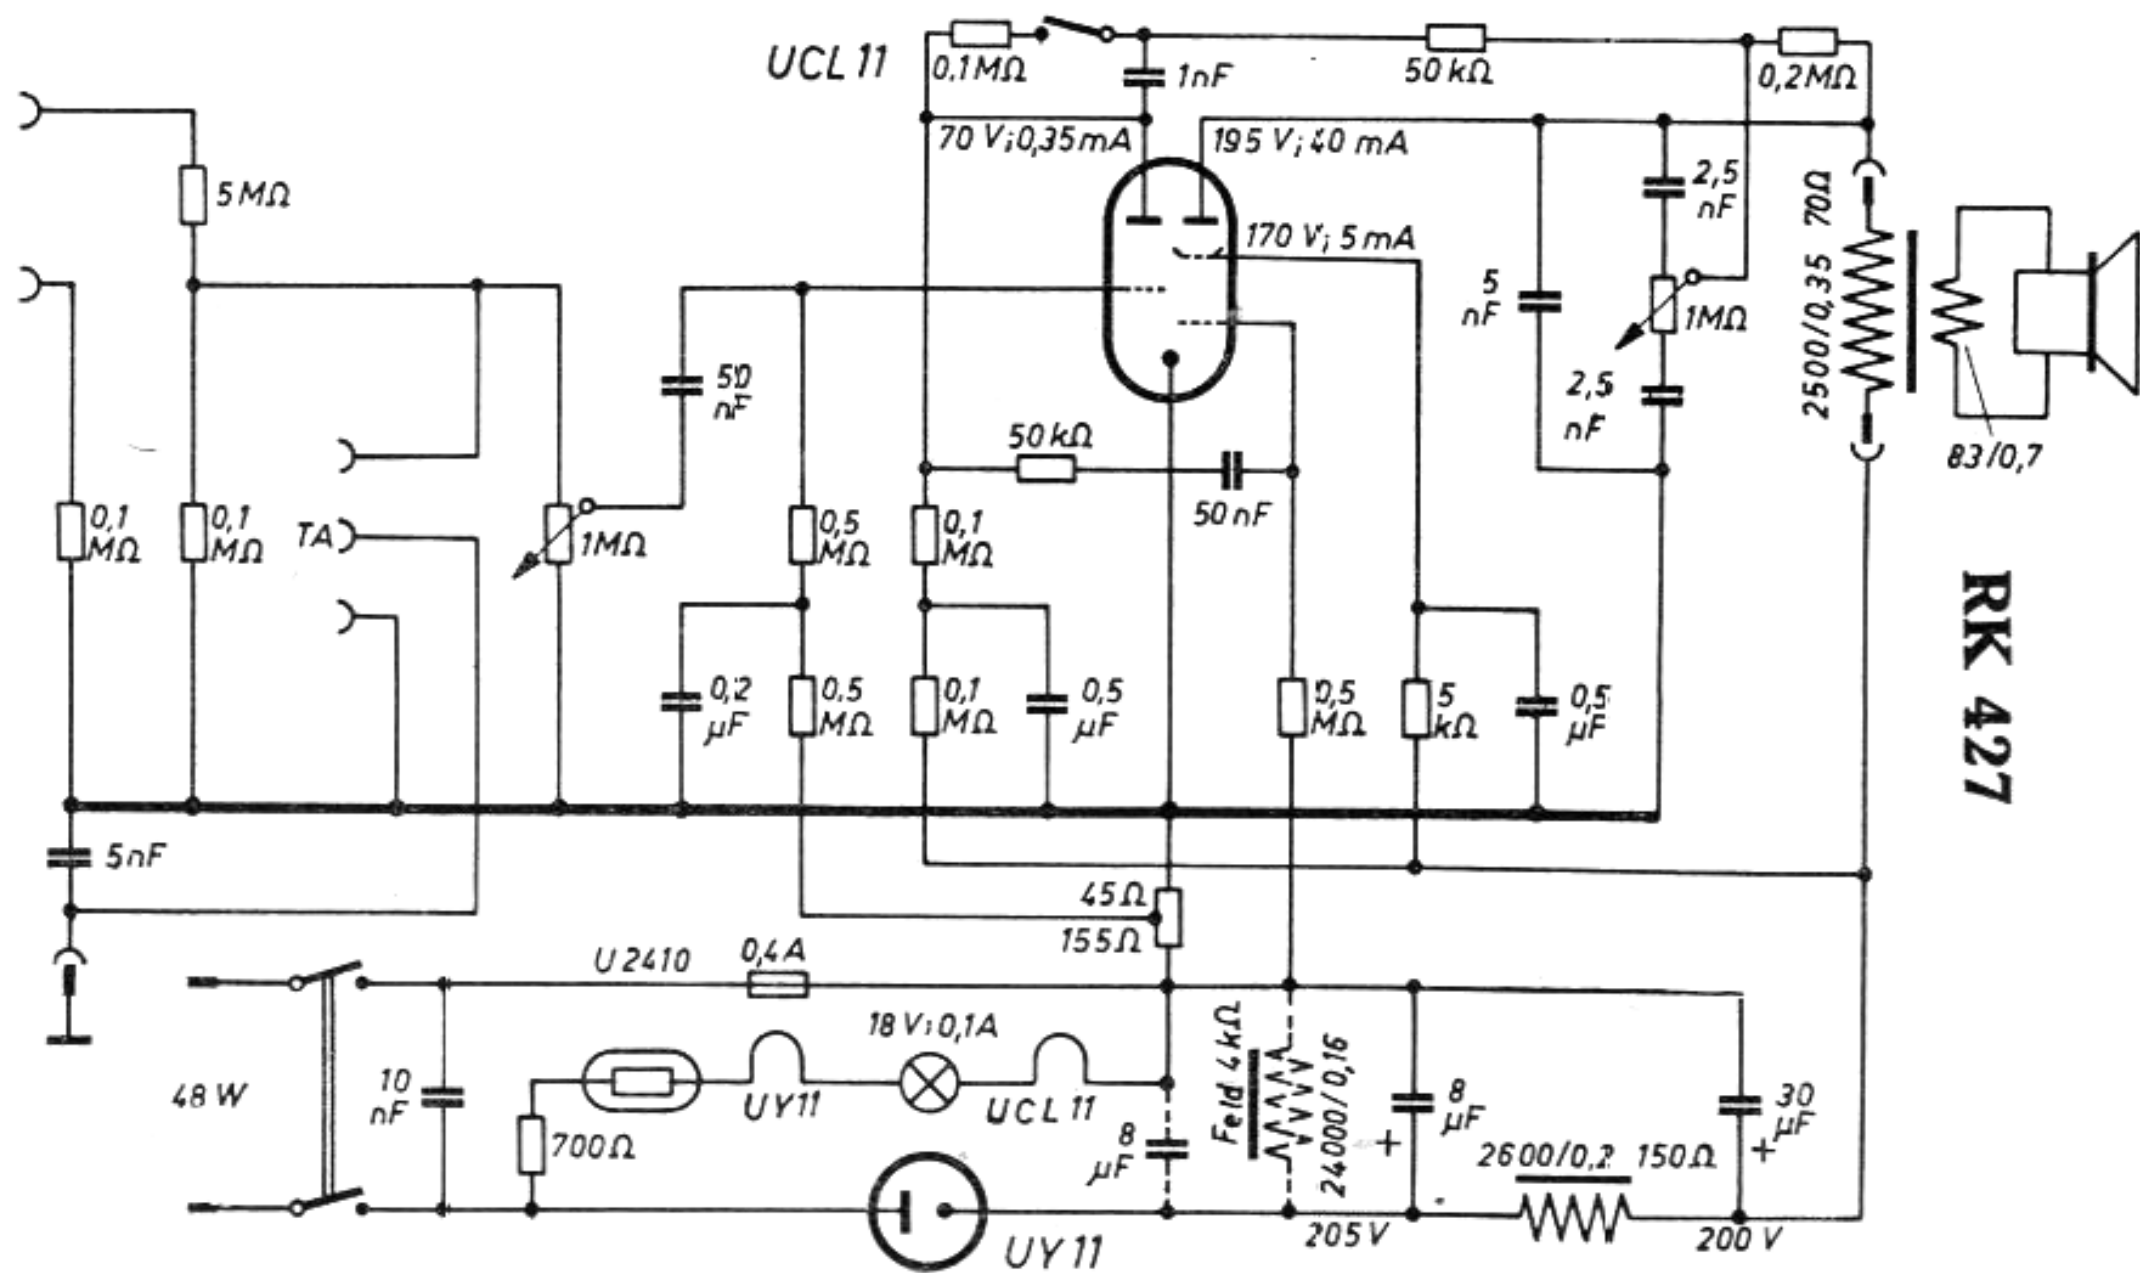 UCL 11
0,1MΩ
1nF
50 kΩ
0,2MΩ
70 V; 0,35mA
195 V; 40 mA
5 MΩ
170 V; 5 mA
2,5
nF
5
nF
1MΩ
2,5
nF
2500/0,35 70Ω
83/0,7
50
nF
50 kΩ
50 nF
0,1
MΩ
0,1
MΩ
TA
1MΩ
0,5
MΩ
0,1
MΩ
RK 427
0,2
µF
0,5
MΩ
0,1
MΩ
0,5
µF
0,5
MΩ
5
kΩ
0,5
µF
5nF
45Ω
155Ω
U 2410
0,4A
18 V; 0,1A
48 W
10
nF
UY11
UCL 11
700Ω
8
µF
Feld 4kΩ
24000/0,16
8
µF
+
30
µF
+
2600/0,2 150Ω
UY 11
205 V
200 V